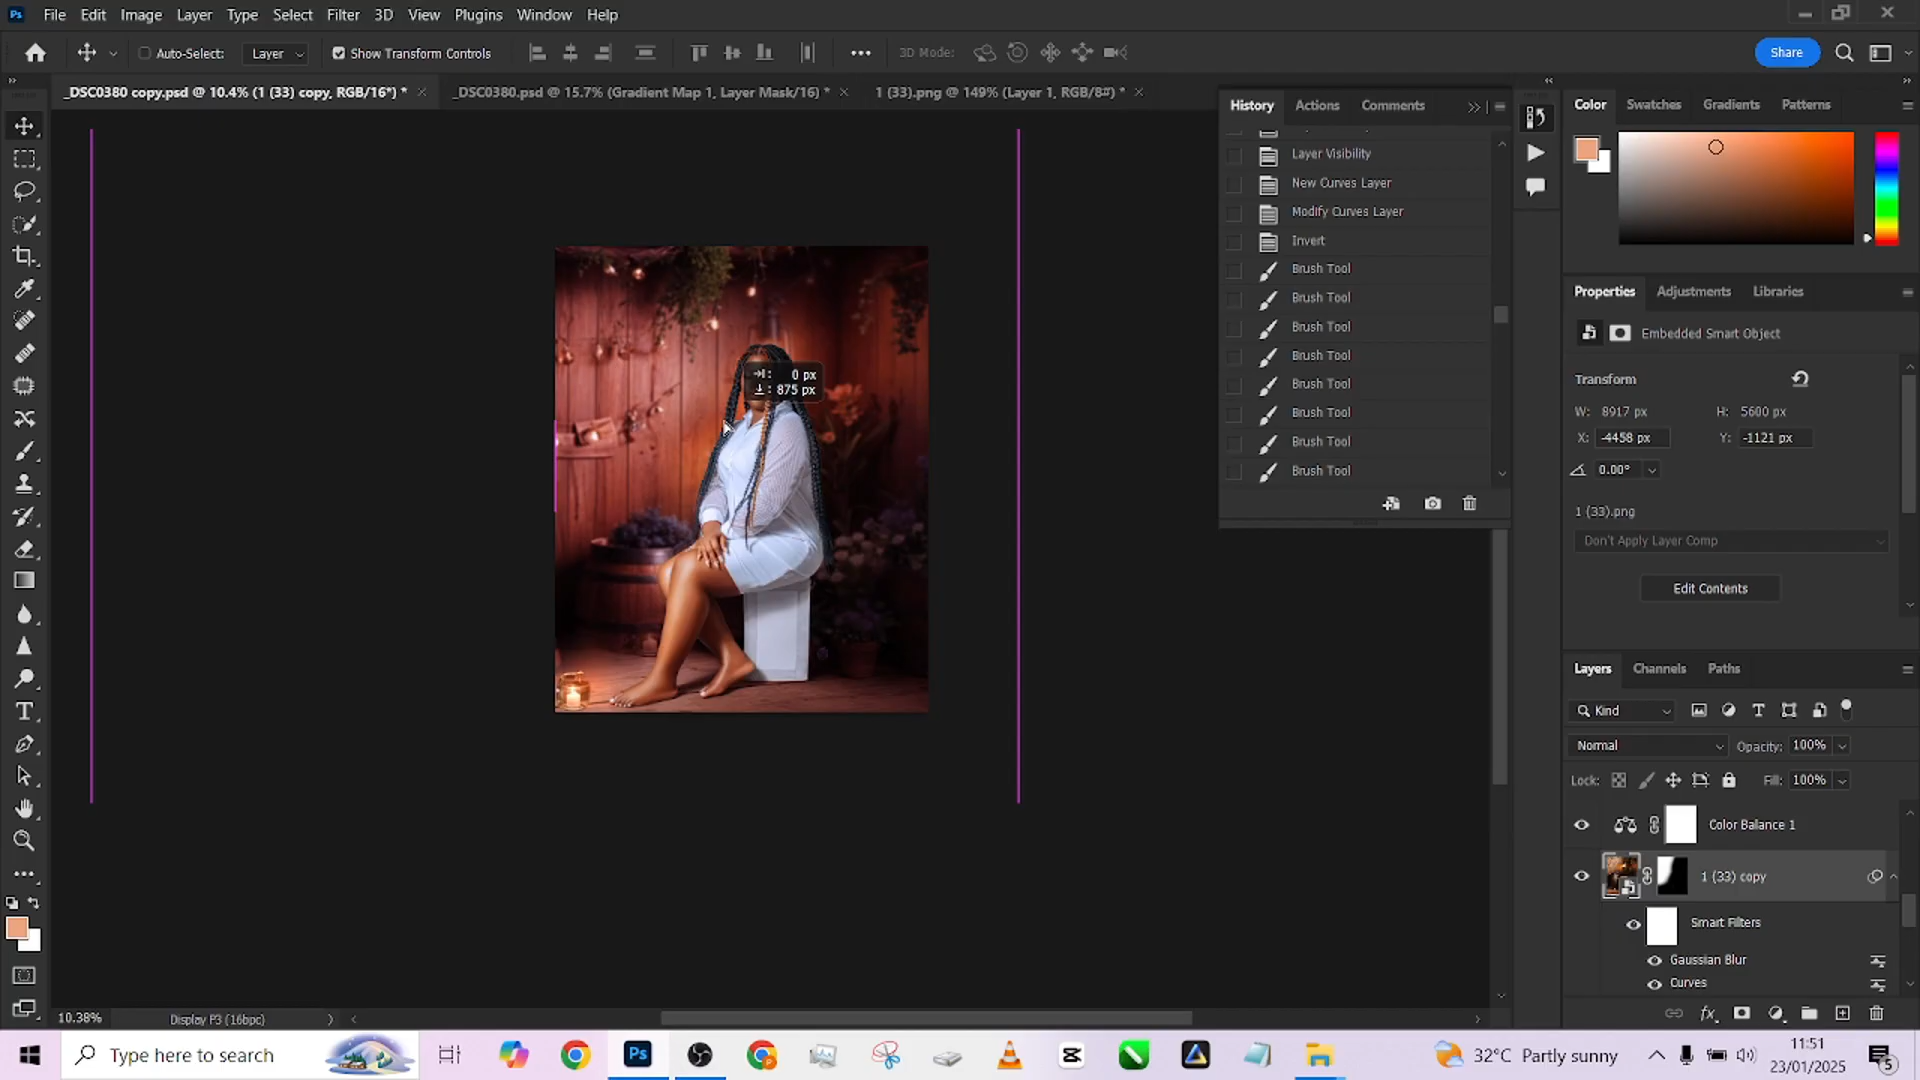 Ps File Edit Image Layer Type Select Filter 3D View Plugins Window Help
Auto-Select: Layer Show Transform Controls ••• 3D Mode: Share
_DSC0380 copy.psd @ 10.4% (1 (33) copy, RGB/16*) * × _DSC0380.psd @ 15.7% (Gradient Map 1, Layer Mask/16) * × 1 (33).png @ 149% (Layer 1, RGB/8#) * ×
History Actions Comments
Layer Visibility
New Curves Layer
Modify Curves Layer
Invert
Brush Tool
Brush Tool
Brush Tool
Brush Tool
Brush Tool
Brush Tool
Brush Tool
Brush Tool
0 px
875 px
Color Swatches Gradients Patterns
Properties Adjustments Libraries
Embedded Smart Object
Transform
W: 8917 px H: 5600 px
X: -4458 px Y: -1121 px
0.00°
1 (33).png
Don't Apply Layer Comp
Edit Contents
Layers Channels Paths
Kind
Normal Opacity: 100%
Lock: Fill: 100%
Color Balance 1
1 (33) copy
Smart Filters
Gaussian Blur
Curves
10.38% Display P3 (16bpc)
Type here to search
Ps
32°C Partly sunny
11:51
23/01/2025
5